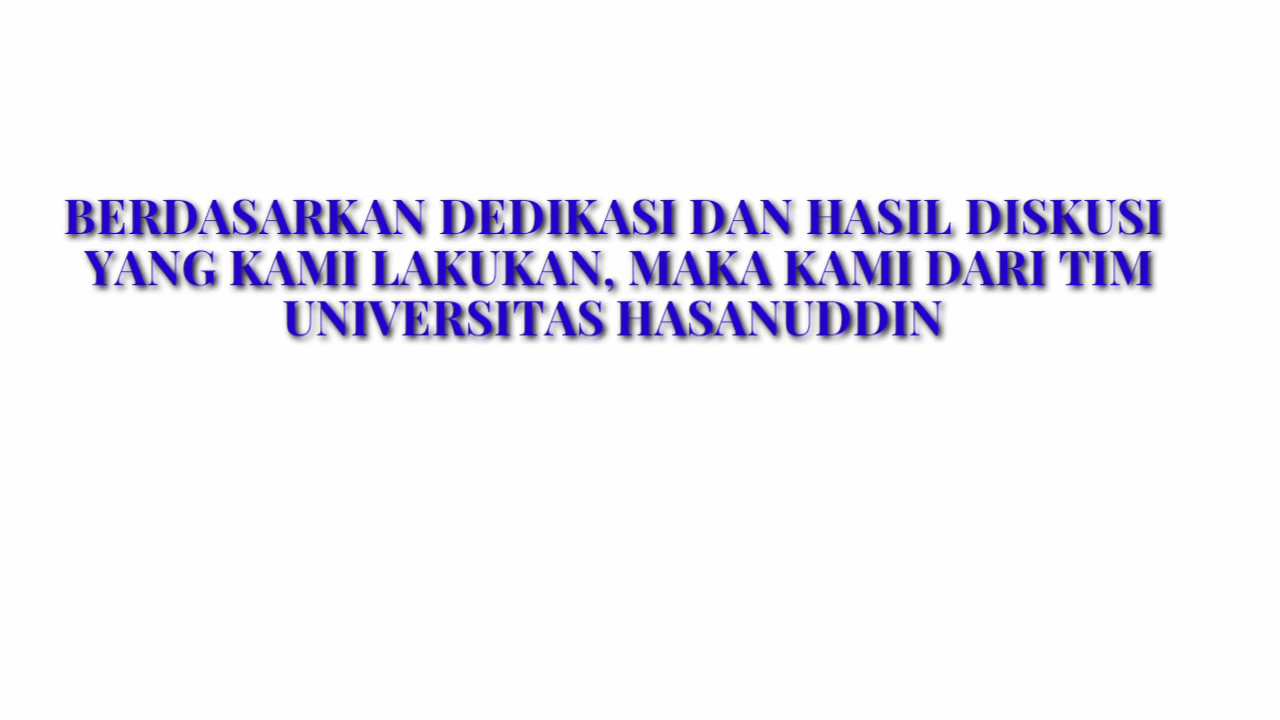 BERDASARKAN DEDIKASI DAN HASIL DISKUSI
YANG KAMI LAKUKAN, MAKA KAMI DARI TIM
UNIVERSITAS HASANUDDIN